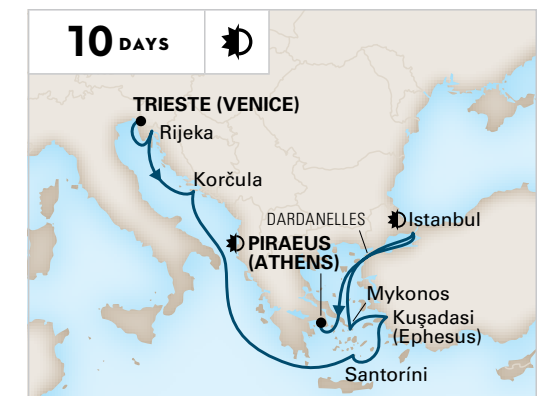 10 DAYS
TRIESTE (VENICE)
Rijeka
Korčula
DARDANELLES
Istanbul
PIRAEUS
(ATHENS)
Mykonos
Kuşadasi
(Ephesus)
Santoríni